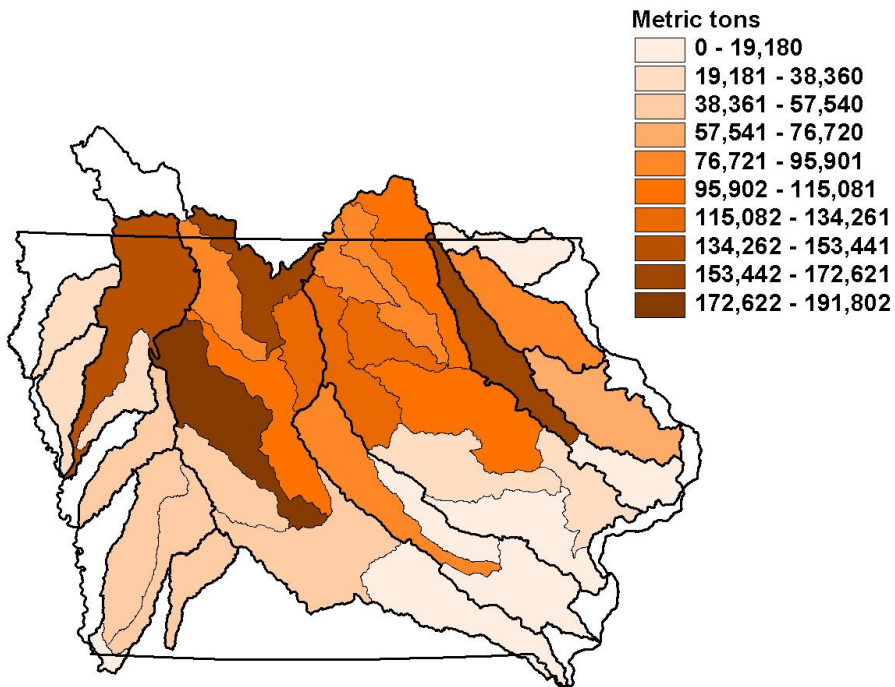 Metric tons
0 - 19,180
19,181 - 38,360
38,361 - 57,540
57,541 - 76,720
76,721 - 95,901
95,902 - 115,081
115,082 - 134,261
134,262 - 153,441
153,442 - 172,621
172,622 - 191,802